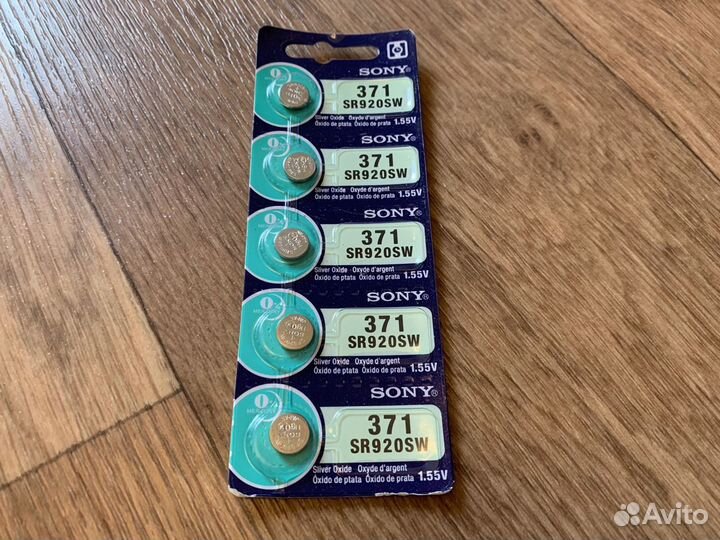 SONY®
371
SR920SW
Silver Oxide Oxyde d'argent
Óxido de plata Óxido de prata 1.55V
SONY®
371
SR920SW
Silver Oxide Oxyde d'argent
Óxido de plata Óxido de prata 1.55V
SONY®
371
SR920SW
Silver Oxide Oxyde d'argent
Óxido de plata Óxido de prata 1.55V
SONY®
371
SR920SW
Silver Oxide Oxyde d'argent
Óxido de plata Óxido de prata 1.55V
SONY®
371
SR920SW
Silver Oxide Oxyde d'argent
Óxido de plata Óxido de prata 1.55V
Avito